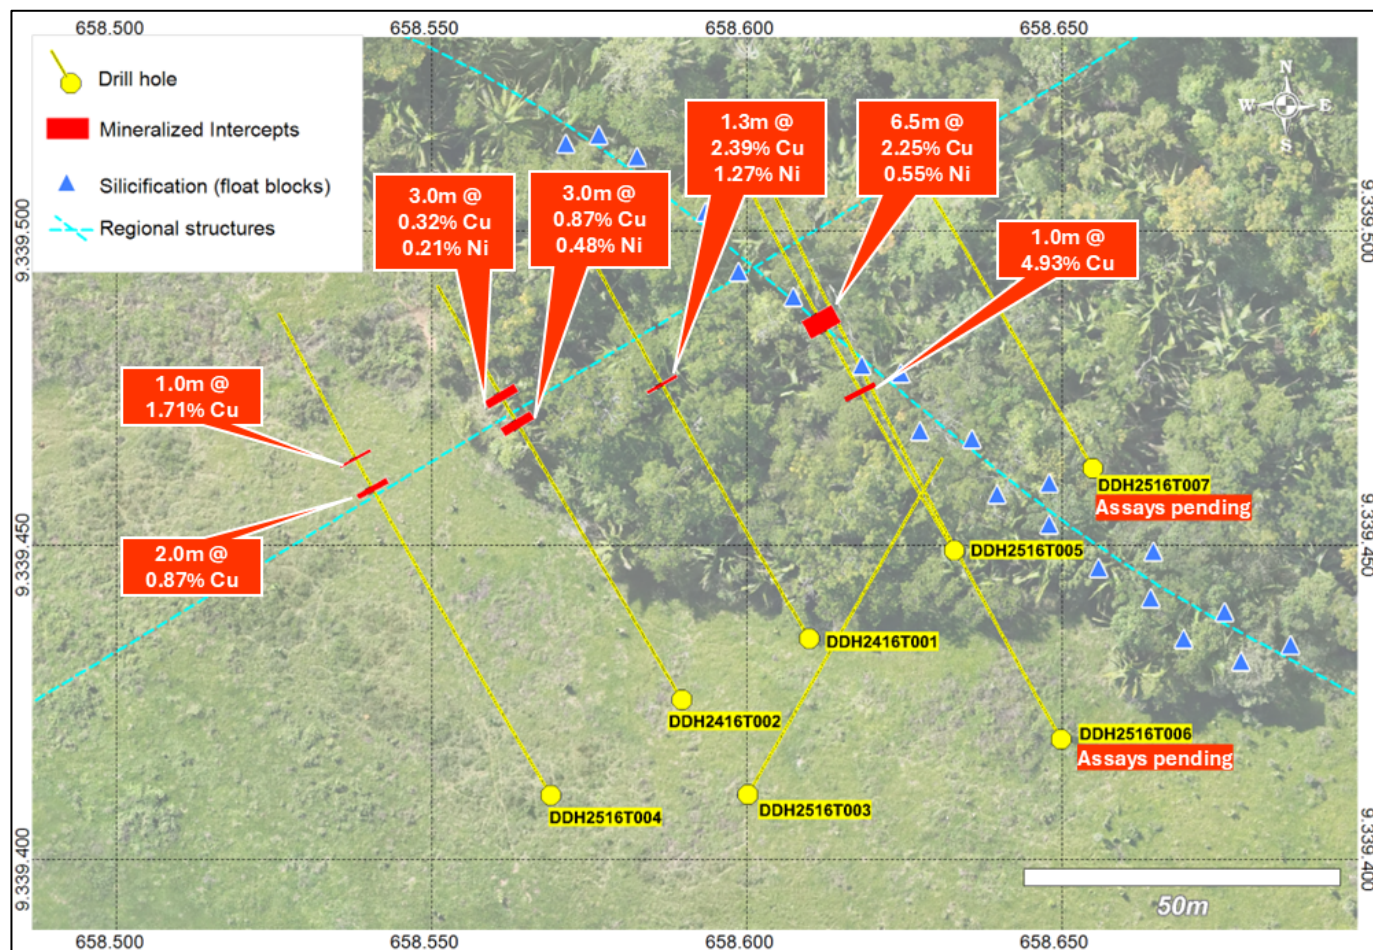 658.500
658.550
658.600
658.650
Drill hole
Mineralized Intercepts
Silicification (float blocks)
Regional structures
N
W
E
S
9.339.500
9.339.500
1.3m @
2.39% Cu
1.27% Ni
6.5m @
2.25% Cu
0.55% Ni
3.0m @
0.32% Cu
0.21% Ni
3.0m @
0.87% Cu
0.48% Ni
1.0m @
4.93% Cu
1.0m @
1.71% Cu
2.0m @
0.87% Cu
DDH2516T007
Assays pending
9.339.450
9.339.450
DDH2516T005
DDH2416T001
DDH2416T002
DDH2516T006
Assays pending
DDH2516T004
DDH2516T003
9.339.400
9.339.400
50m
658.500
658.550
658.600
658.650